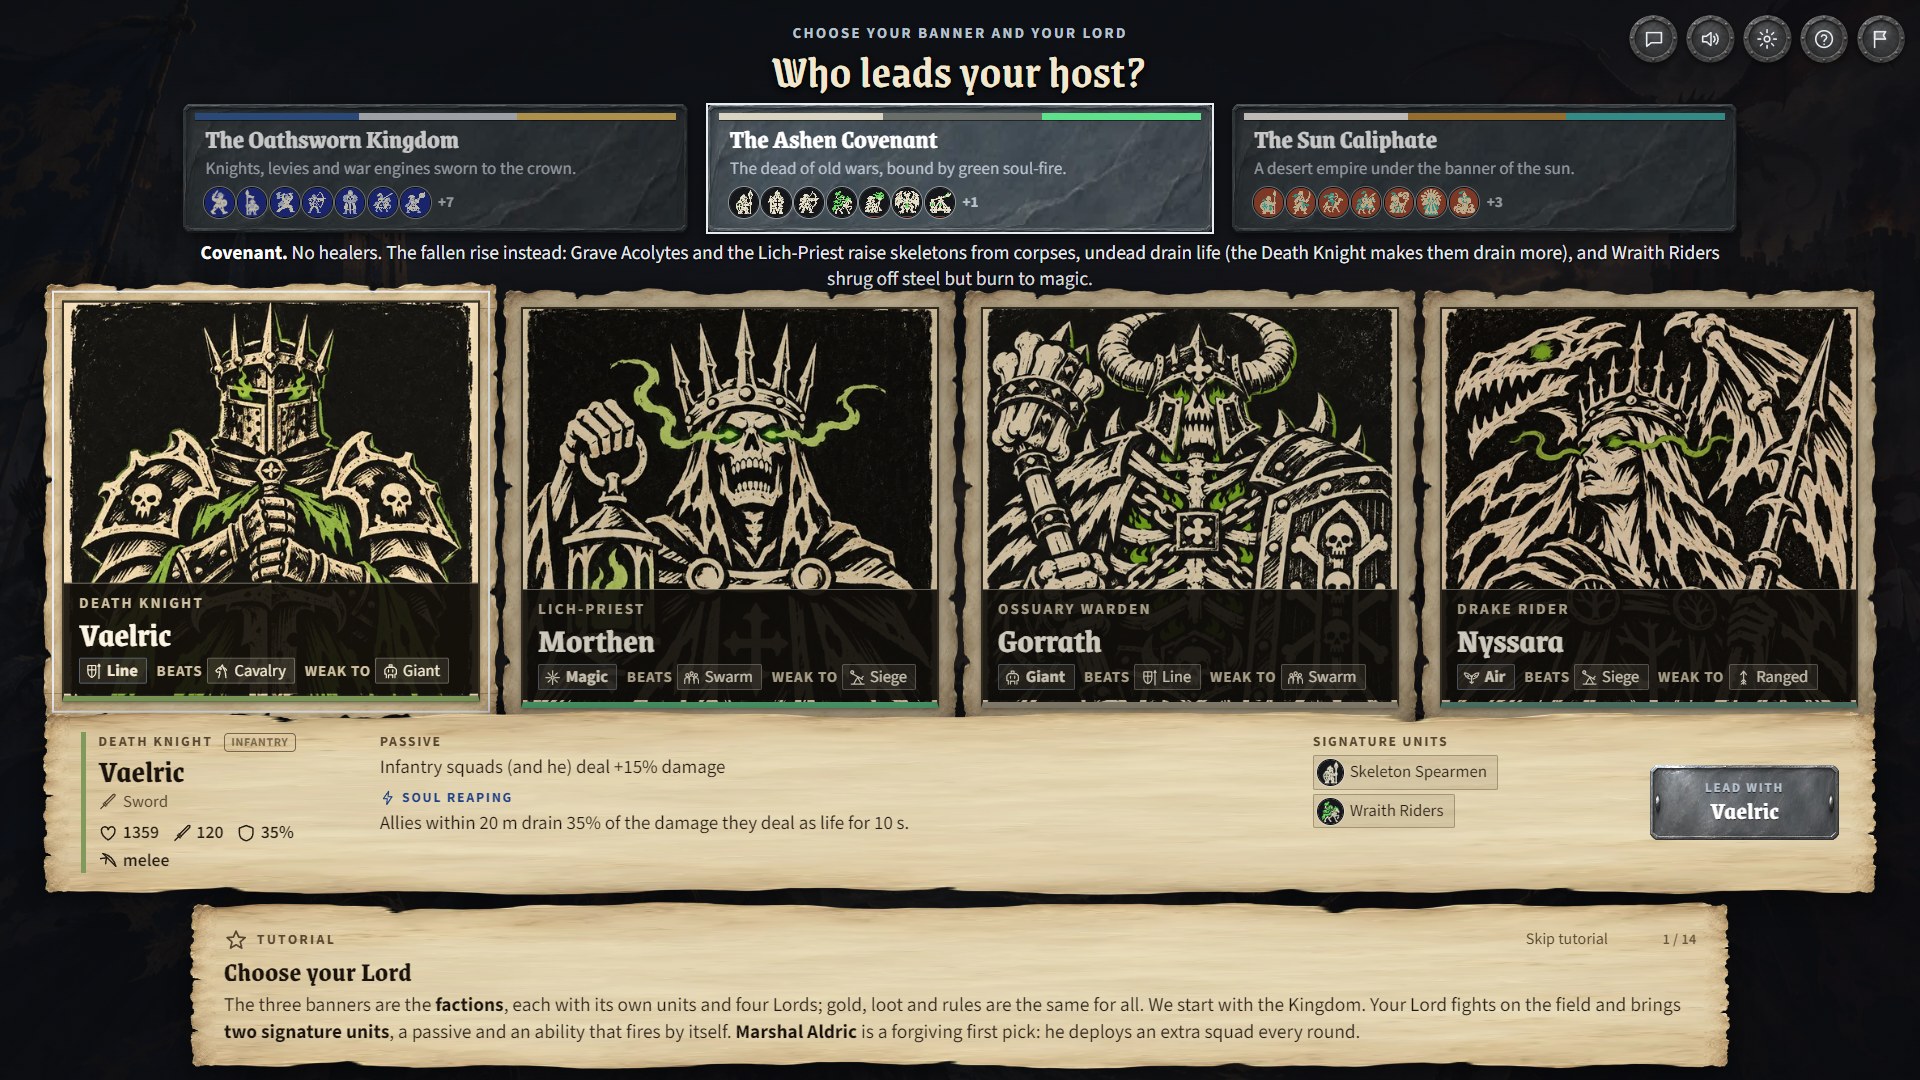 CHOOSE YOUR BANNER AND YOUR LORD
Who leads your host?
The Oathsworn Kingdom
Knights, levies and war engines sworn to the crown.
+7
The Ashen Covenant
The dead of old wars, bound by green soul-fire.
+1
The Sun Caliphate
A desert empire under the banner of the sun.
+3
Covenant. No healers. The fallen rise instead: Grave Acolytes and the Lich-Priest raise skeletons from corpses, undead drain life (the Death Knight makes them drain more), and Wraith Riders
shrug off steel but burn to magic.
DEATH KNIGHT
Vaelric
Line BEATS Cavalry WEAK TO Giant
LICH-PRIEST
Morthen
Magic BEATS Swarm WEAK TO Siege
OSSUARY WARDEN
Gorrath
Giant BEATS Line WEAK TO Swarm
DRAKE RIDER
Nyssara
Air BEATS Siege WEAK TO Ranged
DEATH KNIGHT INFANTRY
Vaelric
Sword
1359 120 35%
melee
PASSIVE
Infantry squads (and he) deal +15% damage
SOUL REAPING
Allies within 20 m drain 35% of the damage they deal as life for 10 s.
SIGNATURE UNITS
Skeleton Spearmen
Wraith Riders
LEAD WITH
Vaelric
TUTORIAL
Skip tutorial 1 / 14
Choose your Lord
The three banners are the factions, each with its own units and four Lords; gold, loot and rules are the same for all. We start with the Kingdom. Your Lord fights on the field and brings
two signature units, a passive and an ability that fires by itself. Marshal Aldric is a forgiving first pick: he deploys an extra squad every round.